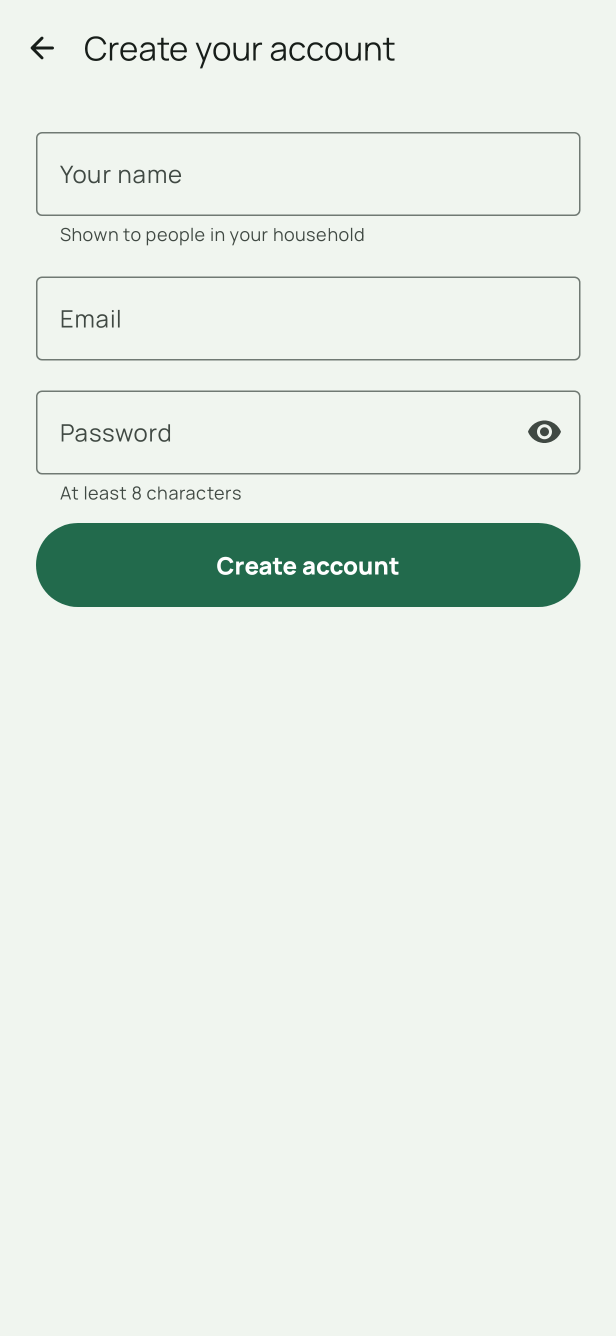 Create your account
Your name
Shown to people in your household
Email
Password
At least 8 characters
Create account